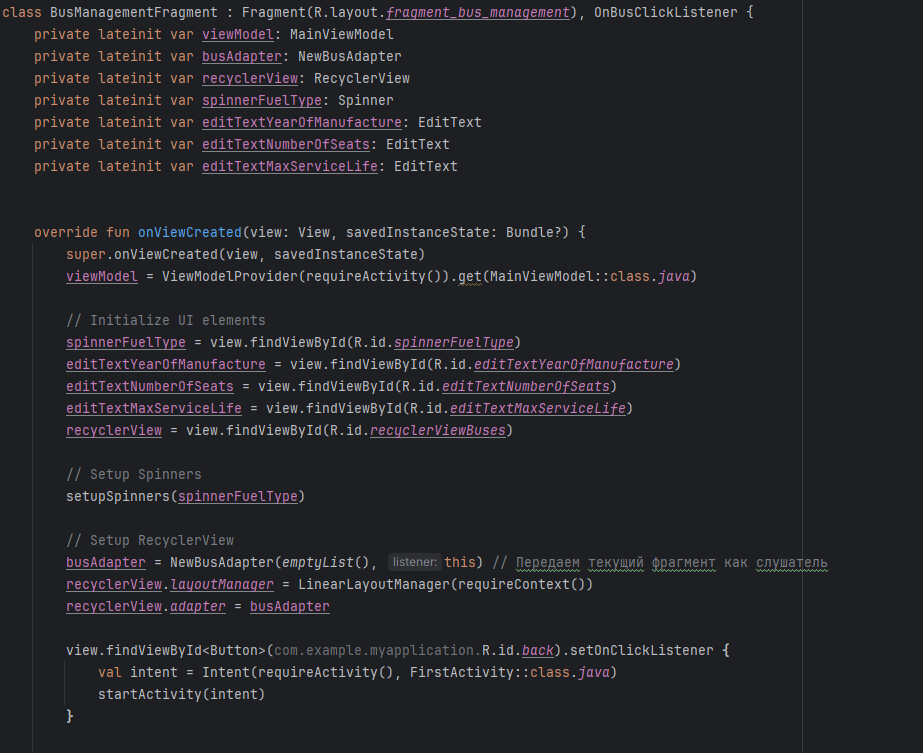 class BusManagementFragment : Fragment(R.layout.fragment_bus_management), OnBusClickListener {
    private lateinit var viewModel: MainViewModel
    private lateinit var busAdapter: NewBusAdapter
    private lateinit var recyclerView: RecyclerView
    private lateinit var spinnerFuelType: Spinner
    private lateinit var editTextYearOfManufacture: EditText
    private lateinit var editTextNumberOfSeats: EditText
    private lateinit var editTextMaxServiceLife: EditText
    override fun onViewCreated(view: View, savedInstanceState: Bundle?) {
        super.onViewCreated(view, savedInstanceState)
        viewModel = ViewModelProvider(requireActivity()).get(MainViewModel::class.java)
        // Initialize UI elements
        spinnerFuelType = view.findViewById(R.id.spinnerFuelType)
        editTextYearOfManufacture = view.findViewById(R.id.editTextYearOfManufacture)
        editTextNumberOfSeats = view.findViewById(R.id.editTextNumberOfSeats)
        editTextMaxServiceLife = view.findViewById(R.id.editTextMaxServiceLife)
        recyclerView = view.findViewById(R.id.recyclerViewBuses)
        // Setup Spinners
        setupSpinners(spinnerFuelType)
        // Setup RecyclerView
        busAdapter = NewBusAdapter(emptyList(), listener: this) // Передаем текущий фрагмент как слушатель
        recyclerView.layoutManager = LinearLayoutManager(requireContext())
        recyclerView.adapter = busAdapter
        view.findViewById<Button>(com.example.myapplication.R.id.back).setOnClickListener {
            val intent = Intent(requireActivity(), FirstActivity::class.java)
            startActivity(intent)
        }